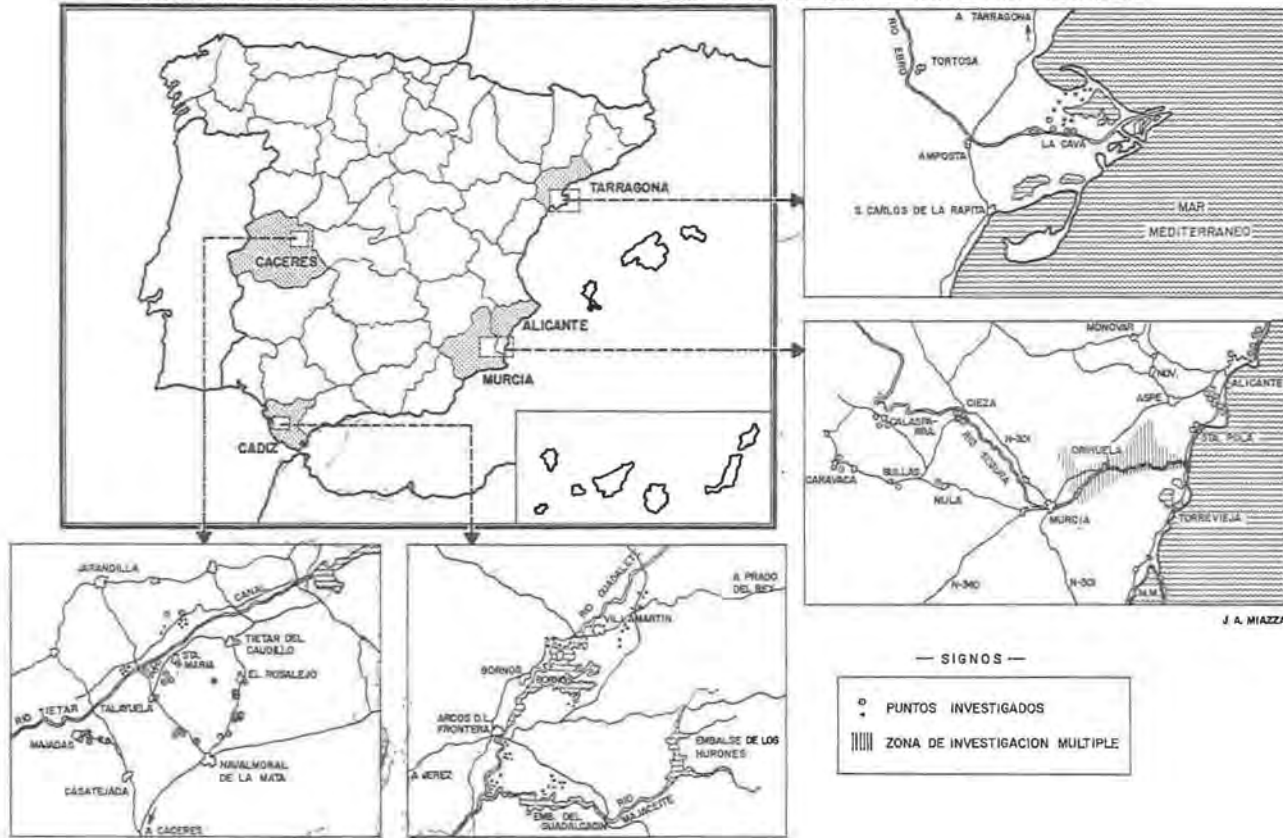 TARRAGONA
CACERES
ALICANTE
MURCIA
CADIZ
A TARRAGONA
RIO EBRO
TORTOSA
AMPOSTA
LA CAVA
S. CARLOS DE LA RAPITA
MAR
MEDITERRANEO
MONOVAR
NOV.
ALICANTE
ASPE
CIEZA
CALASPA-
RRA
RIO SEGURA
N-301
ORIHUELA
STA. POLA
CARAVACA
BULLAS
MULA
MURCIA
TORREVIEJA
N-340
N-301
M.M.
J. A. MIAZZA
JARANDILLA
CANAL
TIETAR DEL
CAUDILLO
STA.
MARIA
EL ROSALEJO
RIO TIETAR
TALAYUELA
MAJADAS
NAVALMORAL
DE LA MATA
CASATEJADA
A CACERES
RIO GUADALETE
A PRADO
DEL REY
VILLAMARTIN
BORNOS
BORNOS
ARCOS D.L.
FRONTERA
EMBALSE DE LOS
HURONES
A JEREZ
RIO
MAJACEITE
EMB. DEL
GUADALCACIN
— SIGNOS —
PUNTOS INVESTIGADOS
ZONA DE INVESTIGACION MULTIPLE